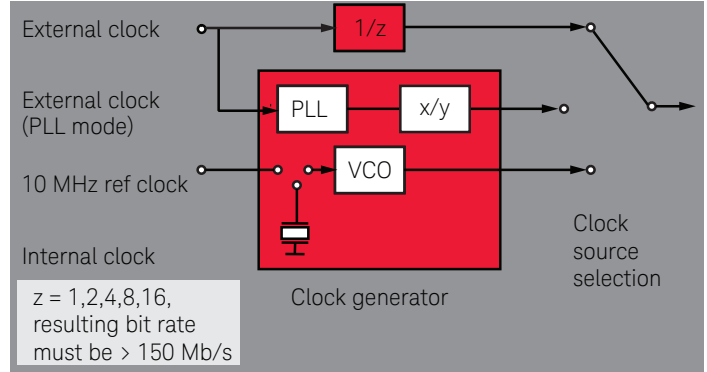 External clock
1/z
External clock
(PLL mode)
PLL
x/y
10 MHz ref clock
VCO
Internal clock
Clock
source
selection
Clock generator
z = 1,2,4,8,16,
resulting bit rate
must be > 150 Mb/s